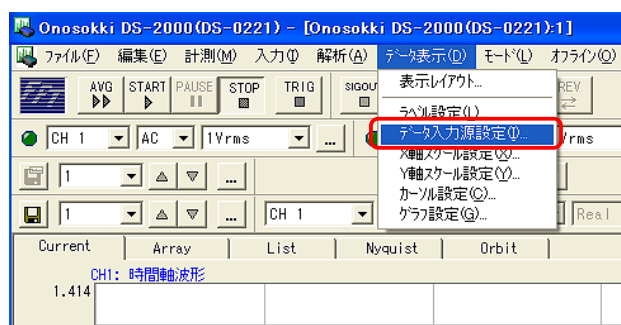 Onosokki DS-2000(DS-0221) - [Onosokki DS-2000(DS-0221):1]
ファイル(F) 編集(E) 計測(M) 入力(I) 解析(A) データ表示(D) モード(L) オフライン(O)
AVG START PAUSE STOP TRIG SIGOU REV
表示レイアウト...
ラベル設定(L)
データ入力源設定(I)...
X軸スケール設定(X)...
Y軸スケール設定(Y)...
カーソル設定(C)...
グラフ設定(G)...
CH 1 AC 1Vrms ... Vrms
1 ...
1 ... CH 1 Real
Current Array List Nyquist Orbit
CH1: 時間軸波形
1.414